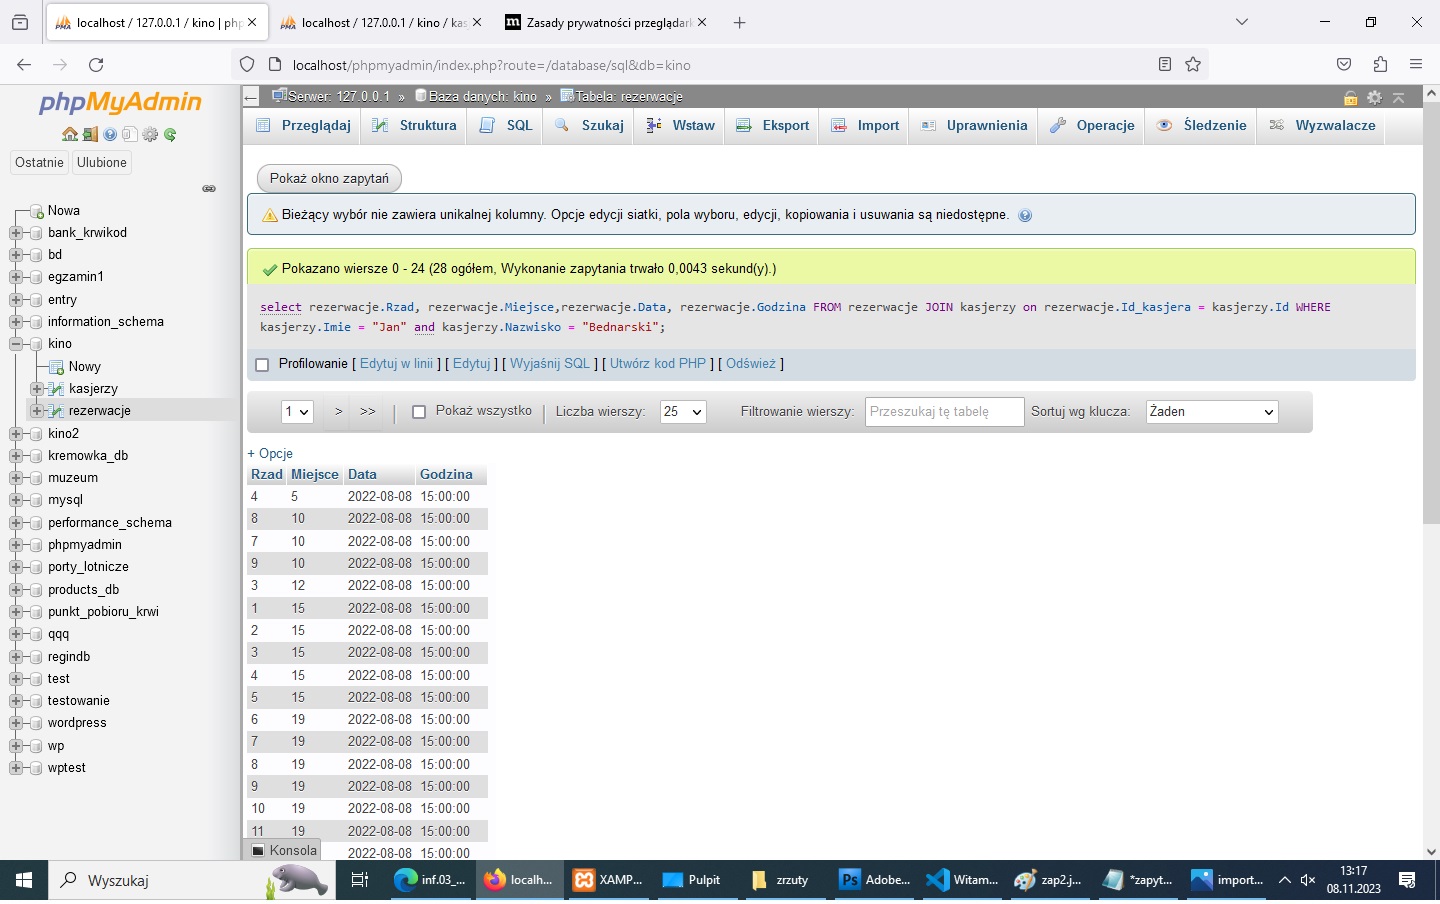 localhost / 127.0.0.1 / kino | php
localhost / 127.0.0.1 / kino / kas
Zasady prywatności przeglądark
localhost/phpmyadmin/index.php?route=/database/sql&db=kino
phpMyAdmin
Ostatnie
Ulubione
Nowa
bank_krwikod
bd
egzamin1
entry
information_schema
kino
Nowy
kasjerzy
rezerwacje
kino2
kremowka_db
muzeum
mysql
performance_schema
phpmyadmin
porty_lotnicze
products_db
punkt_pobioru_krwi
qqq
regindb
test
testowanie
wordpress
wp
wptest
Serwer: 127.0.0.1 » Baza danych: kino » Tabela: rezerwacje
Przeglądaj Struktura SQL Szukaj Wstaw Eksport Import Uprawnienia Operacje Śledzenie Wyzwalacze
Pokaż okno zapytań
Bieżący wybór nie zawiera unikalnej kolumny. Opcje edycji siatki, pola wyboru, edycji, kopiowania i usuwania są niedostępne.
Pokazano wiersze 0 - 24 (28 ogółem, Wykonanie zapytania trwało 0,0043 sekund(y).)
select rezerwacje.Rzad, rezerwacje.Miejsce,rezerwacje.Data, rezerwacje.Godzina FROM rezerwacje JOIN kasjerzy on rezerwacje.Id_kasjera = kasjerzy.Id WHERE
kasjerzy.Imie = "Jan" and kasjerzy.Nazwisko = "Bednarski";
Profilowanie [ Edytuj w linii ] [ Edytuj ] [ Wyjaśnij SQL ] [ Utwórz kod PHP ] [ Odśwież ]
1 > >> Pokaż wszystko Liczba wierszy: 25 Filtrowanie wierszy: Przeszukaj tę tabelę Sortuj wg klucza: Żaden
+ Opcje
Rzad Miejsce Data Godzina
4 5 2022-08-08 15:00:00
8 10 2022-08-08 15:00:00
7 10 2022-08-08 15:00:00
9 10 2022-08-08 15:00:00
3 12 2022-08-08 15:00:00
1 15 2022-08-08 15:00:00
2 15 2022-08-08 15:00:00
3 15 2022-08-08 15:00:00
4 15 2022-08-08 15:00:00
5 15 2022-08-08 15:00:00
6 19 2022-08-08 15:00:00
7 19 2022-08-08 15:00:00
8 19 2022-08-08 15:00:00
9 19 2022-08-08 15:00:00
10 19 2022-08-08 15:00:00
11 19 2022-08-08 15:00:00
2022-08-08 15:00:00
Konsola
Wyszukaj
inf.03_...
localh...
XAMP...
Pulpit
zrzuty
Adobe...
Witam...
zap2.j...
*zapyt...
import...
13:17
08.11.2023